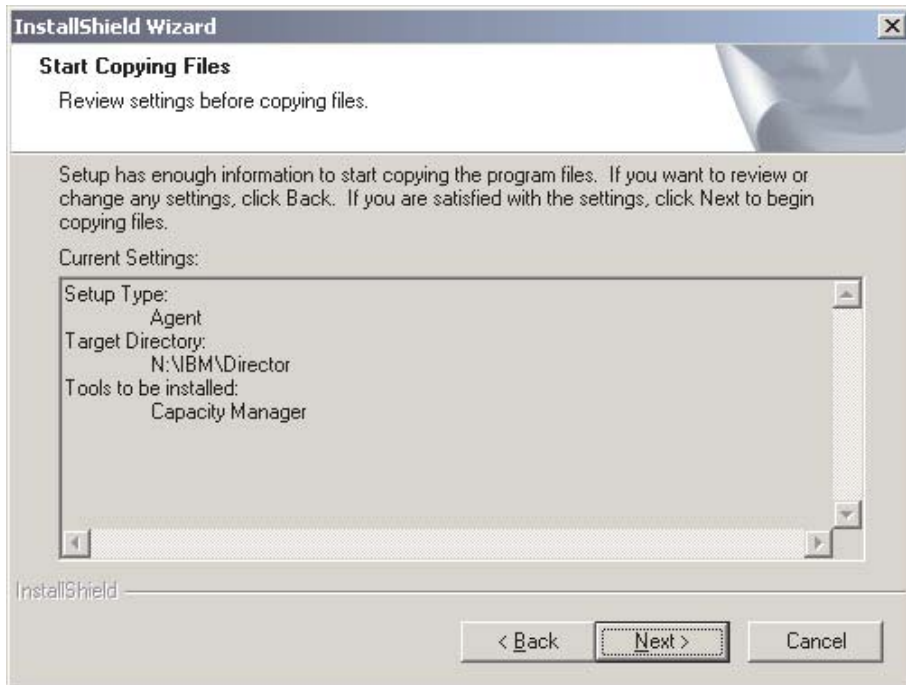 InstallShield Wizard
Start Copying Files
Review settings before copying files.
Setup has enough information to start copying the program files. If you want to review or
change any settings, click Back. If you are satisfied with the settings, click Next to begin
copying files.
Current Settings:
Setup Type:
Agent
Target Directory:
N:\IBM\Director
Tools to be installed:
Capacity Manager
InstallShield
< Back
Next >
Cancel